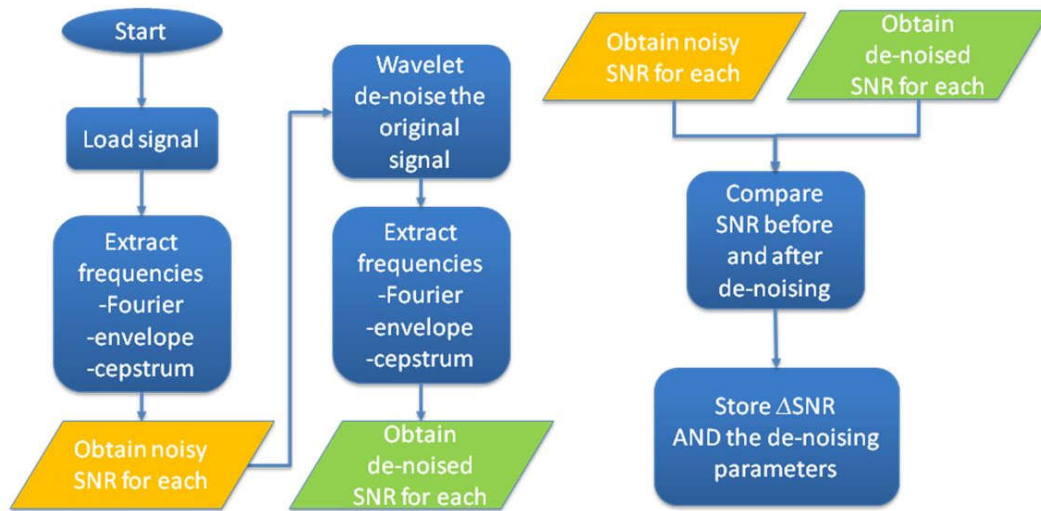 Start
Load signal
Extract
frequencies
-Fourier
-envelope
-cepstrum
Obtain noisy
SNR for each
Wavelet
de-noise the
original
signal
Extract
frequencies
-Fourier
-envelope
-cepstrum
Obtain
de-noised
SNR for each
Obtain noisy
SNR for each
Obtain
de-noised
SNR for each
Compare
SNR before
and after
de-noising
Store ΔSNR
AND the de-noising
parameters